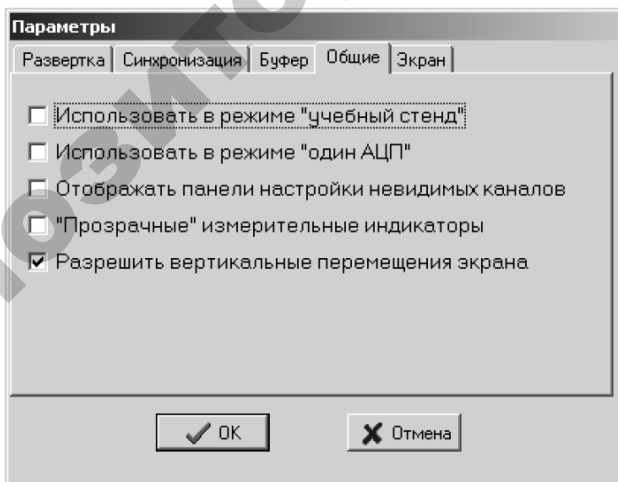 Параметры
Развертка Синхронизация Буфер Общие Экран
Использовать в режиме "учебный стенд"
Использовать в режиме "один АЦП"
Отображать панели настройки невидимых каналов
"Прозрачные" измерительные индикаторы
Разрешить вертикальные перемещения экрана
OK Отмена